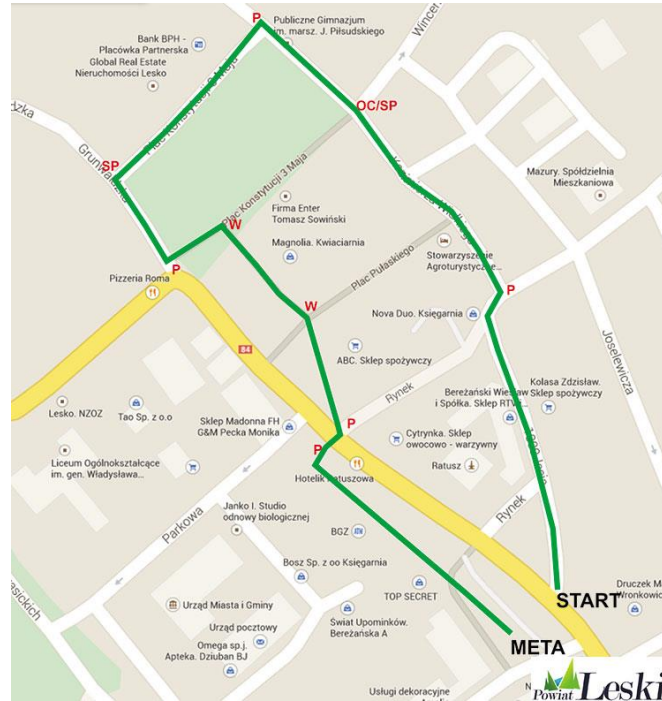 P
Publiczne Gimnazjum
im. marsz. J. Piłsudskiego
Bank BPH -
Placówka Partnerska
Global Real Estate
Nieruchomości Lesko
Plac Konstytucji 3 Maja
OC/SP
SP
Plac Konstytucji 3 Maja
Mazury. Spółdzielnia
Mieszkaniowa
Firma Enter
Tomasz Sowiński
Kazimierza Wielkiego
W
Magnolia. Kwiaciarnia
Stowarzyszenie
Agroturystyczne...
Plac Pułaskiego
P
Pizzeria Roma
P
W
Nova Duo. Księgarnia
Joselewicza
84
ABC. Sklep spożywczy
Kolasa Zdzisław.
Sklep spożywczy
Rynek
Bereżański Wiesław
i Spółka. Sklep RTV...
Lesko. NZOZ
Tao Sp. z o.o
Sklep Madonna FH
G&M Pecka Monika
P
P
Cytrynka. Sklep
owocowo - warzywny
Liceum Ogólnokształcące
im. gen. Władysława...
Ratusz
Hotelik Ratuszowa
Rynek
Janko I. Studio
odnowy biologicznej
Parkowa
BGZ
Bosz Sp. z oo Księgarnia
TOP SECRET
START
Druczek
Wronkowic
Urząd Miasta i Gminy
Świat Upominków.
Bereżańska A
Urząd pocztowy
META
Omega sp.j.
Apteka. Dziuban BJ
Usługi dekoracyjne
Powiat Leski